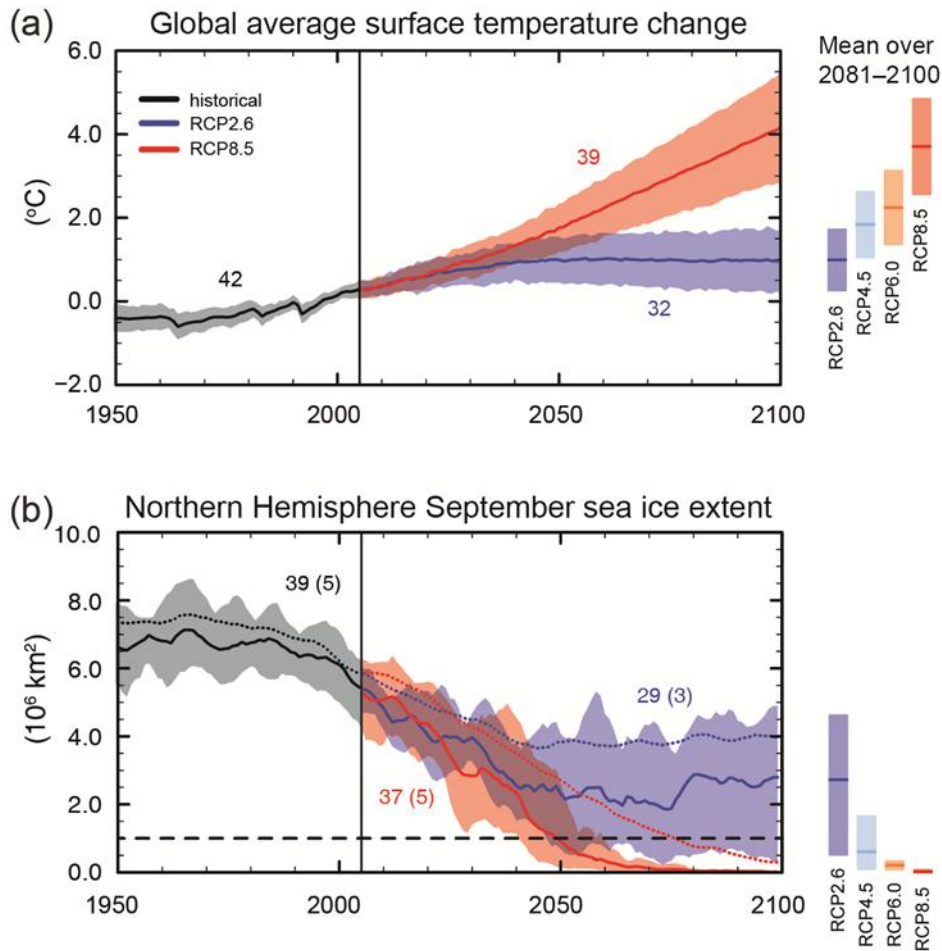 (a) Global average surface temperature change
Mean over
2081–2100
(°C)
6.0
4.0
2.0
0.0
−2.0
historical
RCP2.6
RCP8.5
42
39
32
1950 2000 2050 2100
RCP2.6
RCP4.5
RCP6.0
RCP8.5
(b) Northern Hemisphere September sea ice extent
(10⁶ km²)
10.0
8.0
6.0
4.0
2.0
0.0
39 (5)
29 (3)
37 (5)
1950 2000 2050 2100
RCP2.6
RCP4.5
RCP6.0
RCP8.5